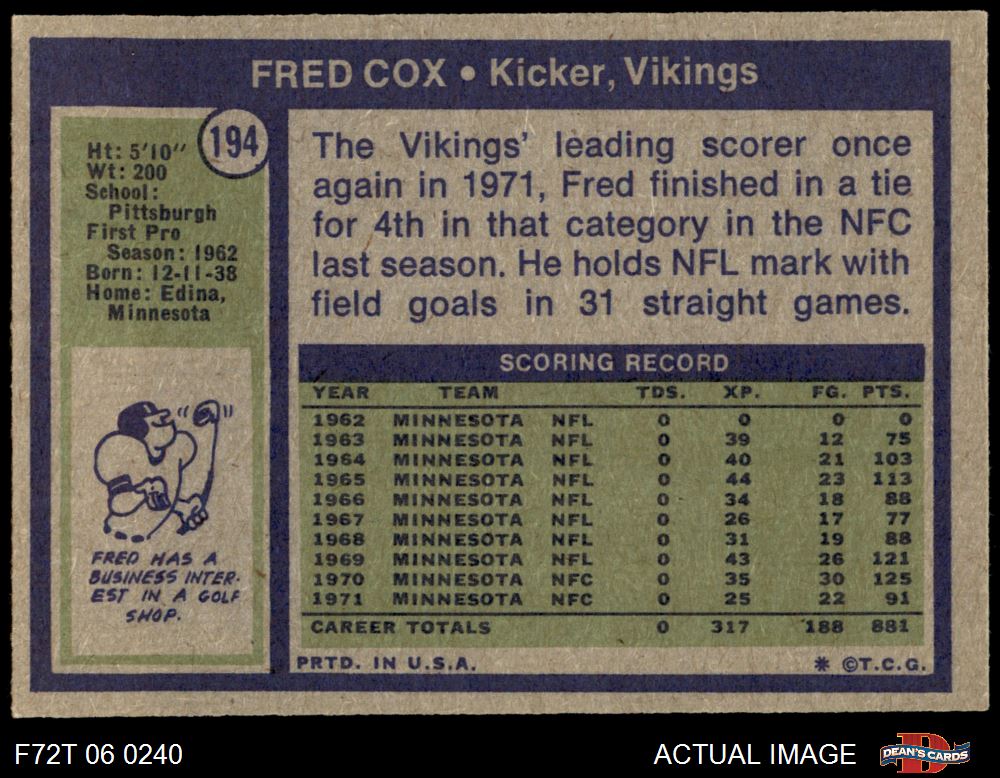 FRED COX • Kicker, Vikings
194
Ht: 5'10"
Wt: 200
School:
Pittsburgh
First Pro
Season: 1962
Born: 12-11-38
Home: Edina,
Minnesota
FRED HAS A
BUSINESS INTER-
EST IN A GOLF
SHOP.
The Vikings' leading scorer once
again in 1971, Fred finished in a tie
for 4th in that category in the NFC
last season. He holds NFL mark with
field goals in 31 straight games.
SCORING RECORD
YEAR TEAM TDS. XP. FG. PTS.
1962 MINNESOTA NFL 0 0 0 0
1963 MINNESOTA NFL 0 39 12 75
1964 MINNESOTA NFL 0 40 21 103
1965 MINNESOTA NFL 0 44 23 113
1966 MINNESOTA NFL 0 34 18 88
1967 MINNESOTA NFL 0 26 17 77
1968 MINNESOTA NFL 0 31 19 88
1969 MINNESOTA NFL 0 43 26 121
1970 MINNESOTA NFC 0 35 30 125
1971 MINNESOTA NFC 0 25 22 91
CAREER TOTALS 0 317 188 881
PRTD. IN U.S.A. * ©T.C.G.
F72T 06 0240 ACTUAL IMAGE DEAN'S CARDS